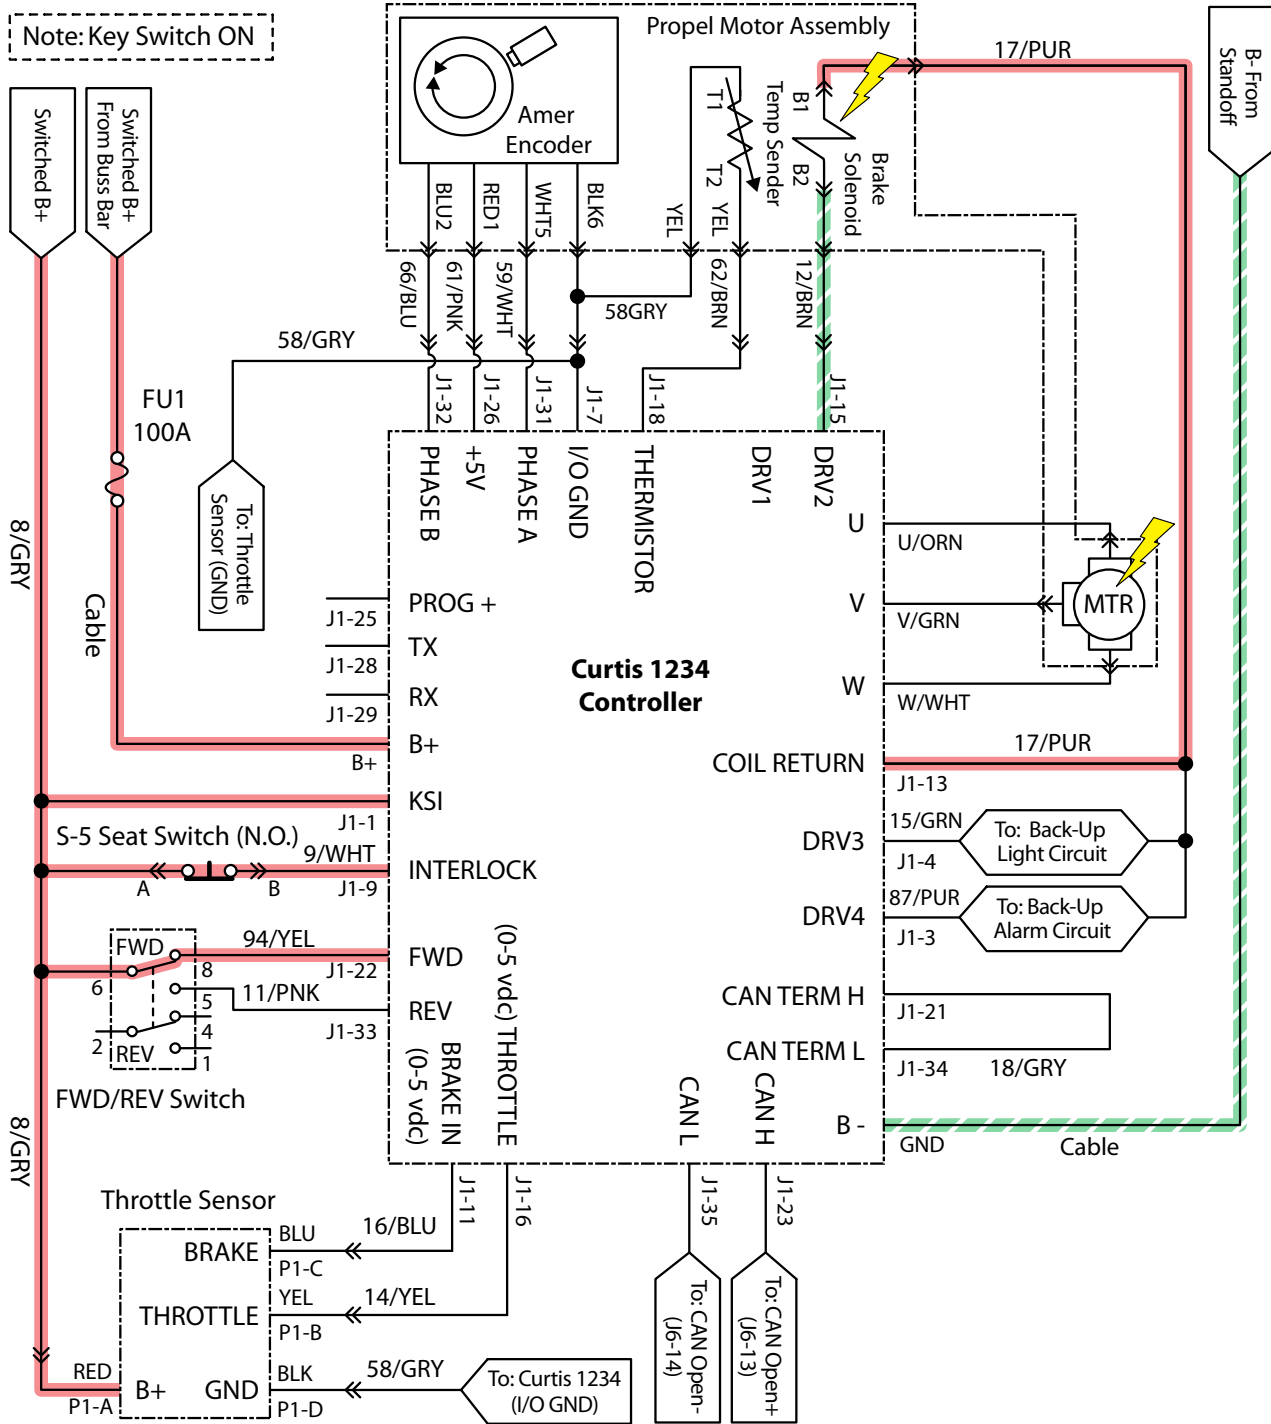 Note: Key Switch ON
Propel Motor Assembly
17/PUR
B- From
Standoff
Switched B+
Switched B+
From Buss Bar
Amer
Encoder
T1
T2
Temp Sender
B1
B2
Brake
Solenoid
BLU2
RED1
WHT5
BLK6
YEL
YEL
66/BLU
61/PNK
59/WHT
58GRY
62/BRN
12/BRN
58/GRY
J1-32
J1-26
J1-31
J1-7
J1-18
J1-15
FU1
100A
PHASE B
+5V
PHASE A
I/O GND
THERMISTOR
DRV1
DRV2
To: Throttle
Sensor (GND)
8/GRY
Cable
U
U/ORN
V
V/GRN
MTR
W
W/WHT
PROG +
J1-25
TX
J1-28
RX
J1-29
Curtis 1234
Controller
B+
B+
COIL RETURN
17/PUR
J1-13
KSI
J1-1
S-5 Seat Switch (N.O.)
9/WHT
A
B
J1-9
INTERLOCK
DRV3
15/GRN
J1-4
To: Back-Up
Light Circuit
DRV4
87/PUR
J1-3
To: Back-Up
Alarm Circuit
FWD
94/YEL
6
8
J1-22
FWD
11/PNK
5
J1-33
REV
4
2
REV
1
FWD/REV Switch
(0-5 vdc) THROTTLE
BRAKE IN
(0-5 vdc)
CAN TERM H
J1-21
CAN TERM L
J1-34
18/GRY
CAN L
CAN H
B -
GND
Cable
8/GRY
J1-11
J1-16
J1-35
J1-23
Throttle Sensor
BRAKE
BLU
16/BLU
P1-C
THROTTLE
YEL
14/YEL
P1-B
RED
P1-A
B+
GND
BLK
58/GRY
P1-D
To: Curtis 1234
(I/O GND)
To: CAN Open-
(J6-14)
To: CAN Open+
(J6-13)